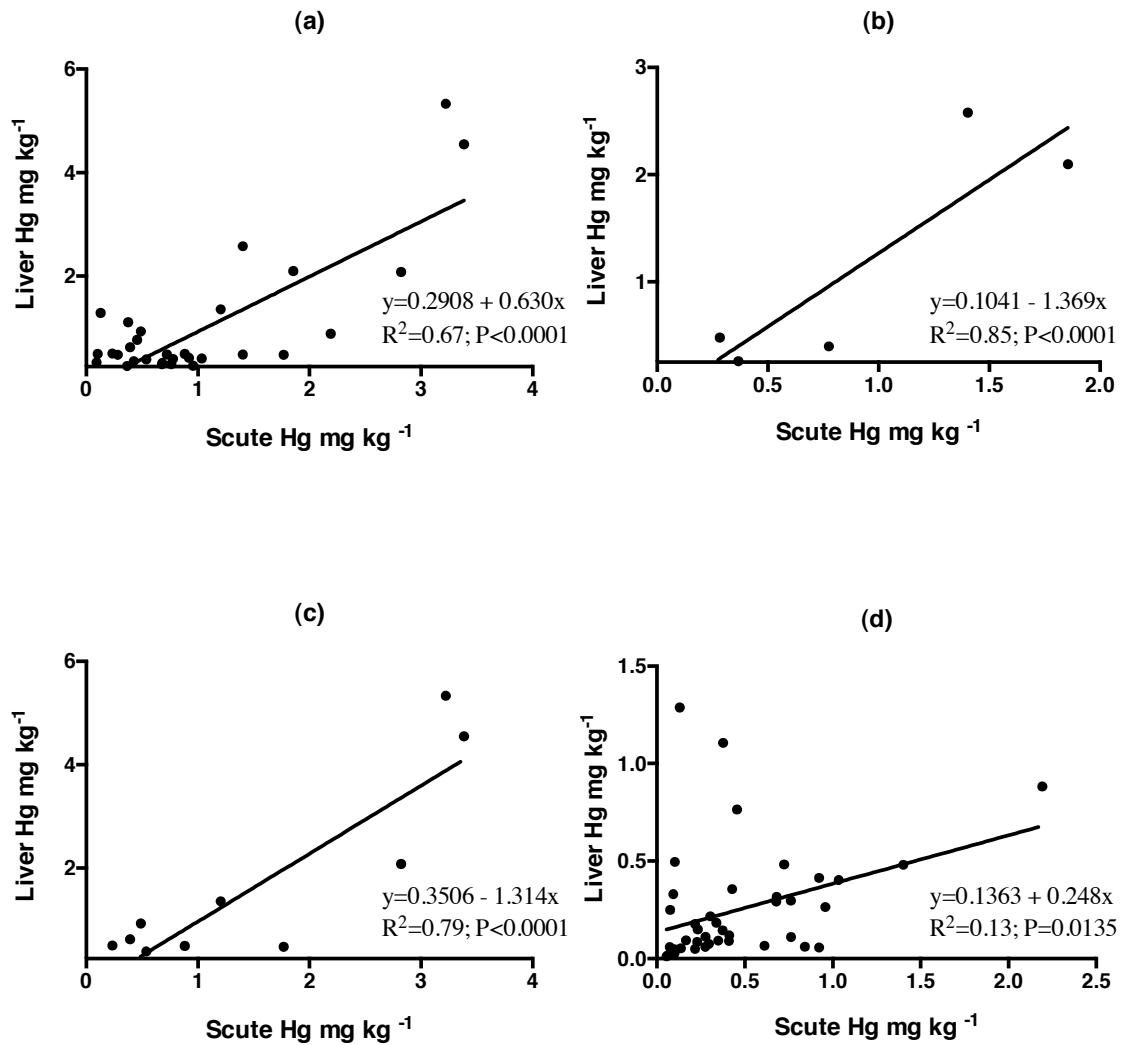 (a)
6
4
2
0
1
2
3
4
Liver Hg mg kg-1
Scute Hg mg kg -1
y=0.2908 + 0.630x
R2=0.67; P<0.0001
(b)
3
2
1
0.0
0.5
1.0
1.5
2.0
Liver Hg mg kg-1
Scute Hg mg kg -1
y=0.1041 - 1.369x
R2=0.85; P<0.0001
(c)
6
4
2
0
1
2
3
4
Liver Hg mg kg-1
Scute Hg mg kg -1
y=0.3506 - 1.314x
R2=0.79; P<0.0001
(d)
1.5
1.0
0.5
0.0
0.0
0.5
1.0
1.5
2.0
2.5
Liver Hg mg kg-1
Scute Hg mg kg -1
y=0.1363 + 0.248x
R2=0.13; P=0.0135